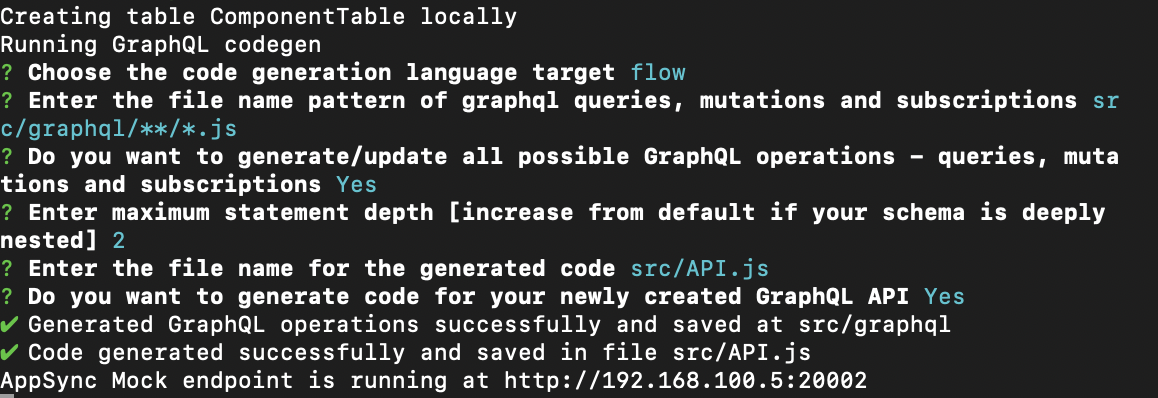 Creating table ComponentTable locally
Running GraphQL codegen
? Choose the code generation language target flow
? Enter the file name pattern of graphql queries, mutations and subscriptions sr
c/graphql/**/*.js
? Do you want to generate/update all possible GraphQL operations – queries, muta
tions and subscriptions Yes
? Enter maximum statement depth [increase from default if your schema is deeply
nested] 2
? Enter the file name for the generated code src/API.js
? Do you want to generate code for your newly created GraphQL API Yes
✔ Generated GraphQL operations successfully and saved at src/graphql
✔ Code generated successfully and saved in file src/API.js
AppSync Mock endpoint is running at http://192.168.100.5:20002